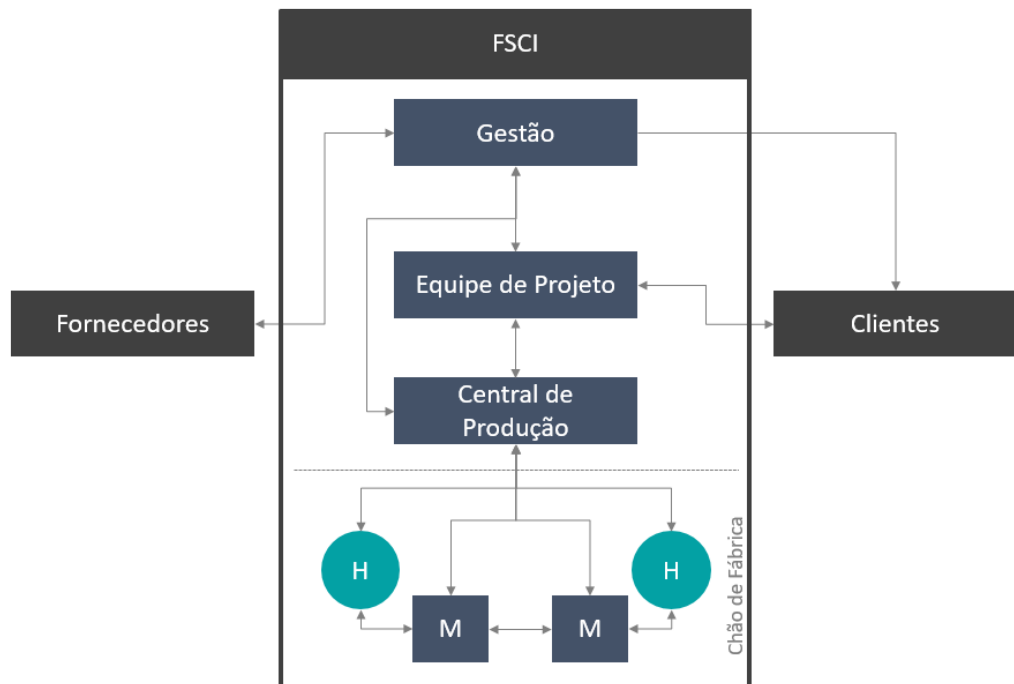 FSCI
Gestão
Equipe de Projeto
Fornecedores
Clientes
Central de
Produção
H
H
M
M
Chão de Fábrica